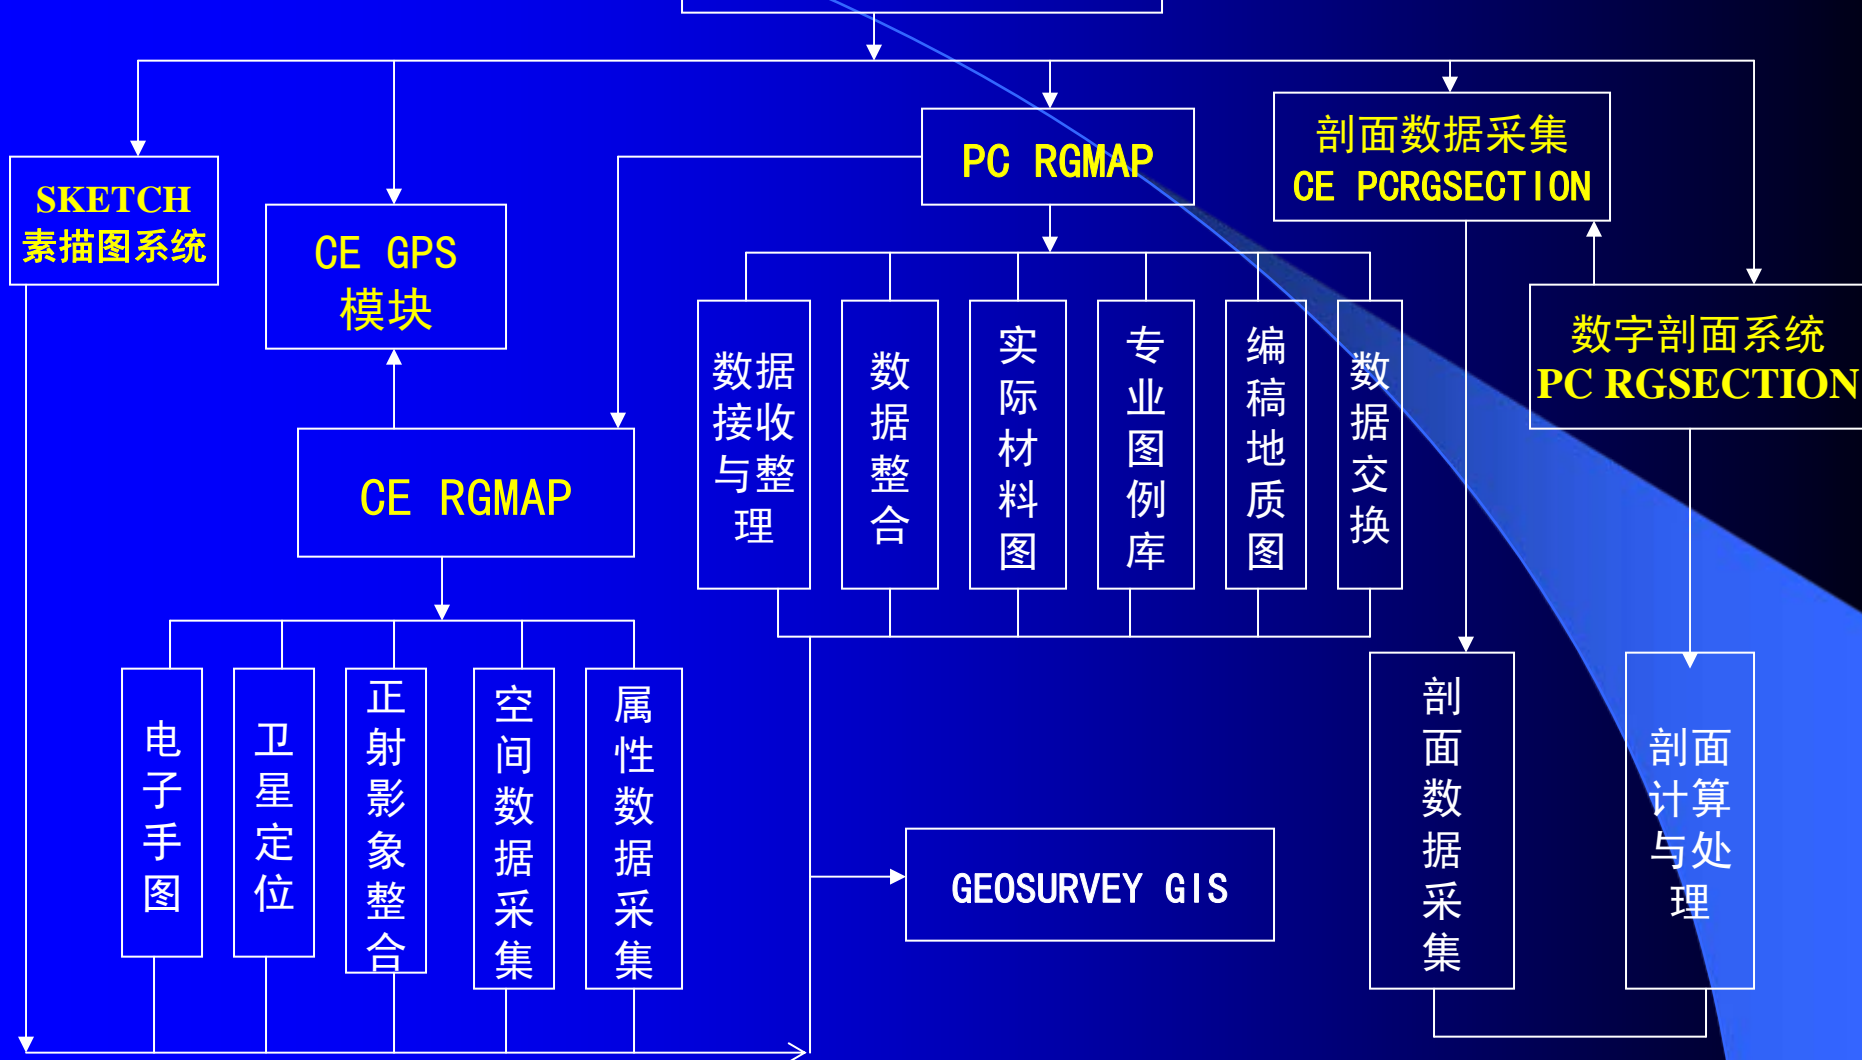 SKETCH
素描图系统
CE GPS
模块
PC RGMAP
剖面数据采集
CE PCRGSECTION
数字剖面系统
PC RGSECTION
CE RGMAP
数据
接收
与整
理
数据整合
实际材料图
专业图例库
编稿地质图
数据交换
电子手图
卫星定位
正射影象整合
空间数据采集
属性数据采集
GEOSURVEY GIS
剖面数据采集
剖面
计算
与处
理